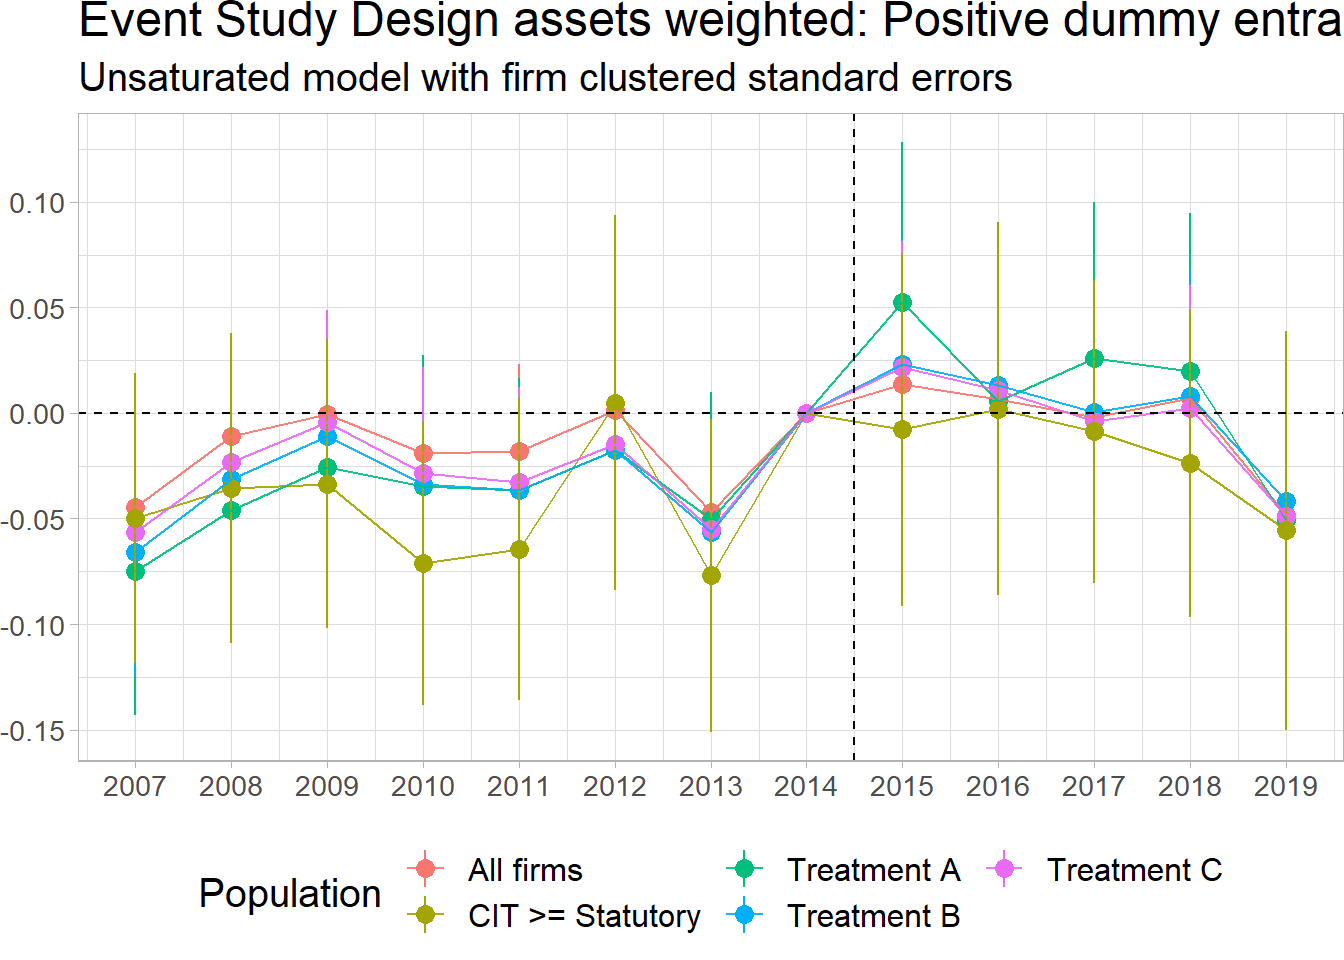 Event Study Design assets weighted: Positive dummy entra
Unsaturated model with firm clustered standard errors
0.10
0.05
0.00
-0.05
-0.10
-0.15
2007 2008 2009 2010 2011 2012 2013 2014 2015 2016 2017 2018 2019
Population
All firms
CIT >= Statutory
Treatment A
Treatment B
Treatment C